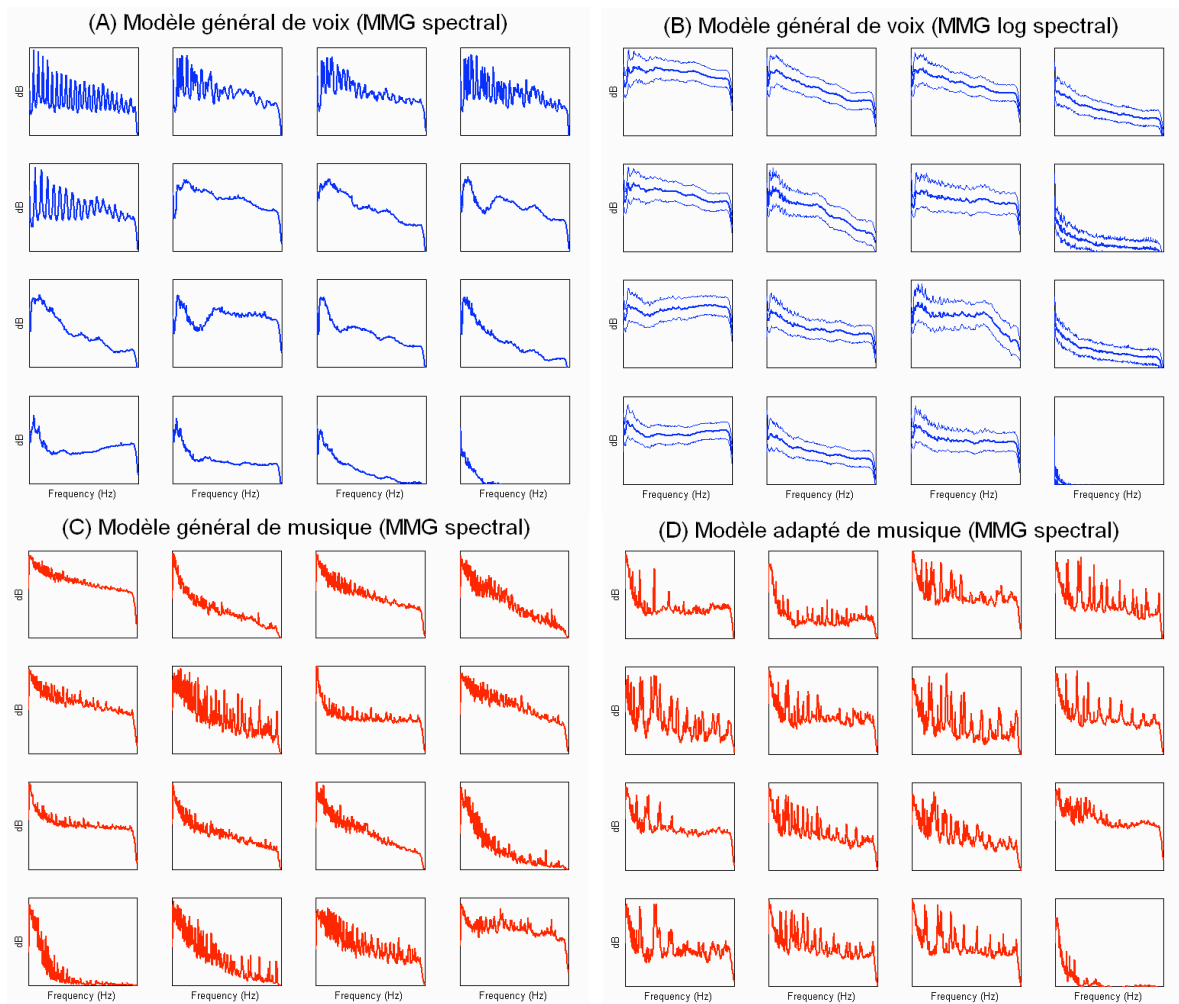 (A) Modèle général de voix (MMG spectral)
dB
dB
dB
dB
Frequency (Hz) Frequency (Hz) Frequency (Hz) Frequency (Hz)
(B) Modèle général de voix (MMG log spectral)
dB
dB
dB
dB
Frequency (Hz) Frequency (Hz) Frequency (Hz) Frequency (Hz)
(C) Modèle général de musique (MMG spectral)
dB
dB
dB
dB
Frequency (Hz) Frequency (Hz) Frequency (Hz) Frequency (Hz)
(D) Modèle adapté de musique (MMG spectral)
dB
dB
dB
dB
Frequency (Hz) Frequency (Hz) Frequency (Hz) Frequency (Hz)